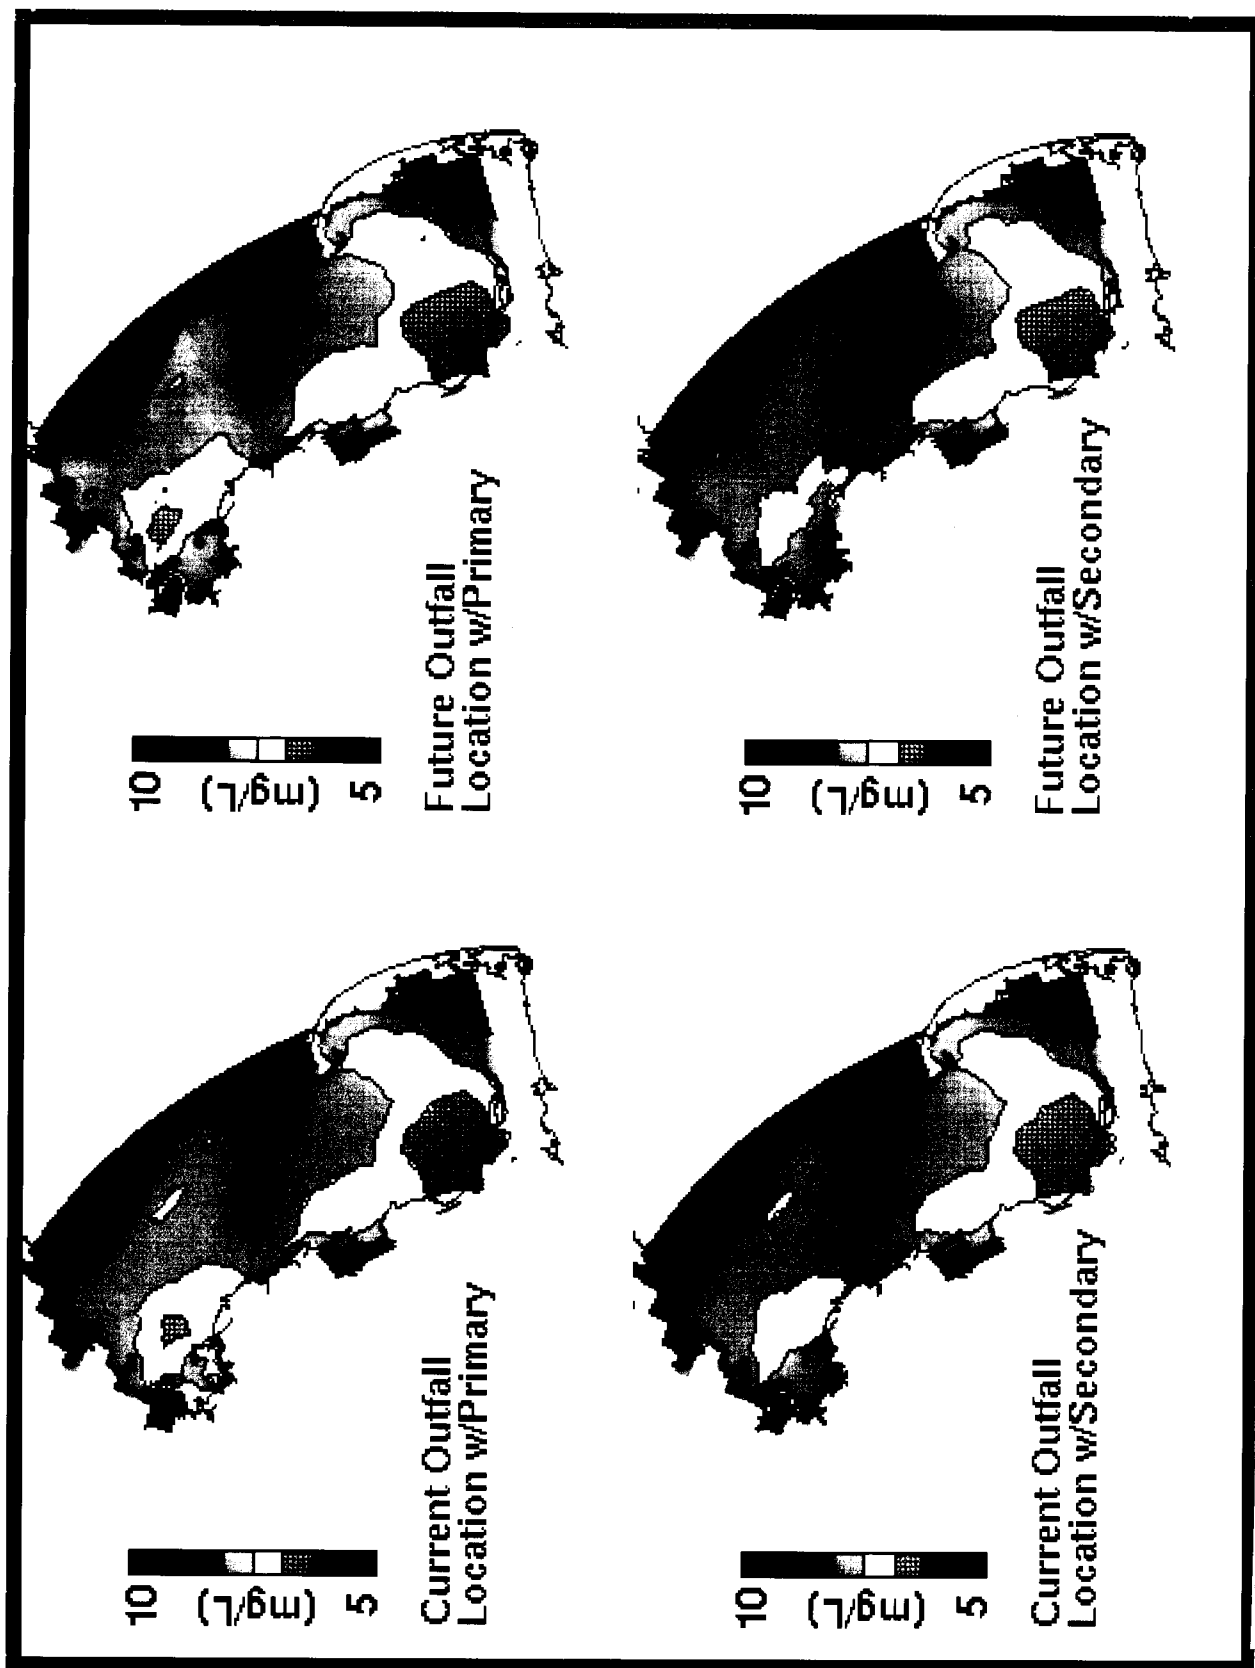 10
(mg/L)
5
Current Outfall
Location w/Primary
10
(mg/L)
5
Current Outfall
Location w/Secondary
10
(mg/L)
5
Future Outfall
Location w/Primary
10
(mg/L)
5
Future Outfall
Location w/Secondary